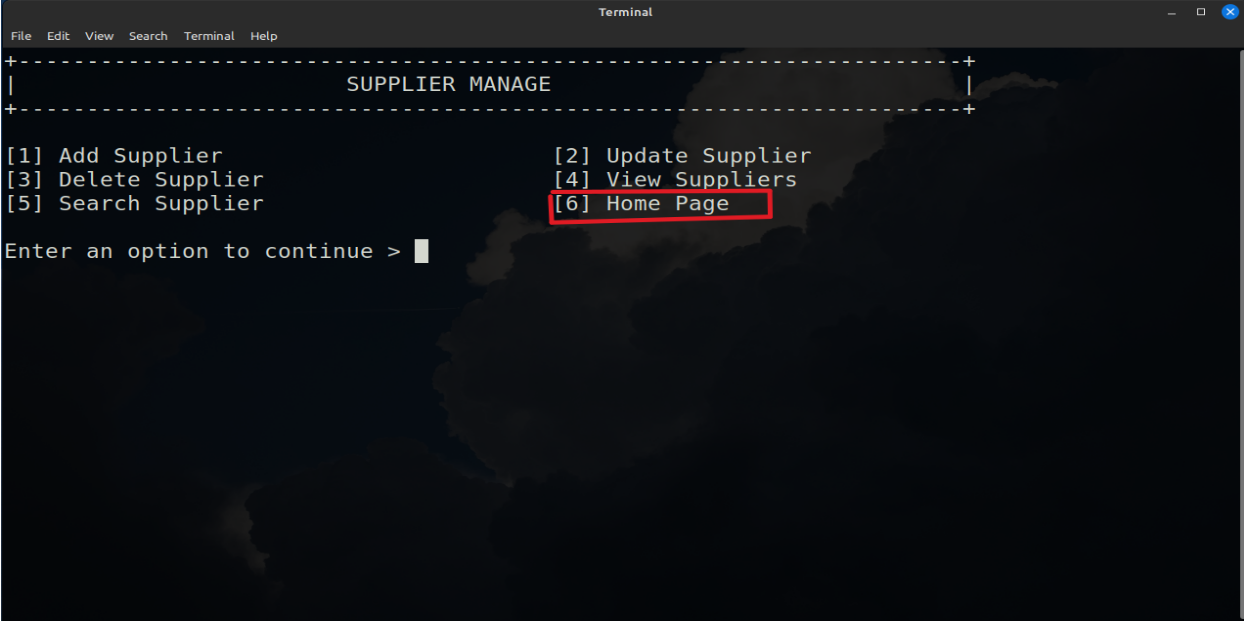 Terminal
File Edit View Search Terminal Help
+---------------------------------------------------------------------+
| SUPPLIER MANAGE |
+---------------------------------------------------------------------+
[1] Add Supplier [2] Update Supplier
[3] Delete Supplier [4] View Suppliers
[5] Search Supplier [6] Home Page
Enter an option to continue >